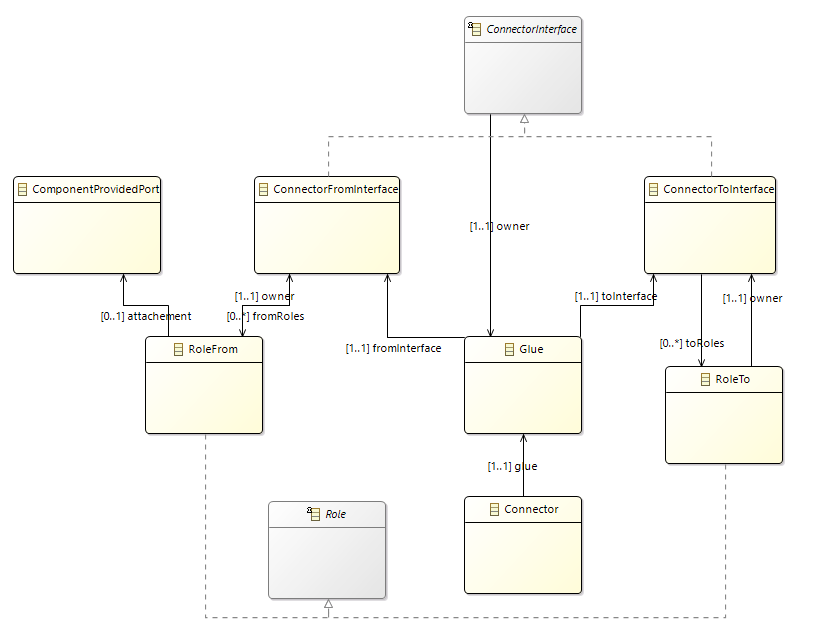 ConnectorInterface
ComponentProvidedPort
ConnectorFromInterface
ConnectorToInterface
[1..1] owner
[1..1] owner
[0..*] fromRoles
[0..1] attachement
[1..1] toInterface
[1..1] owner
[1..1] fromInterface
[0..*] toRoles
RoleFrom
Glue
RoleTo
[1..1] glue
Role
Connector